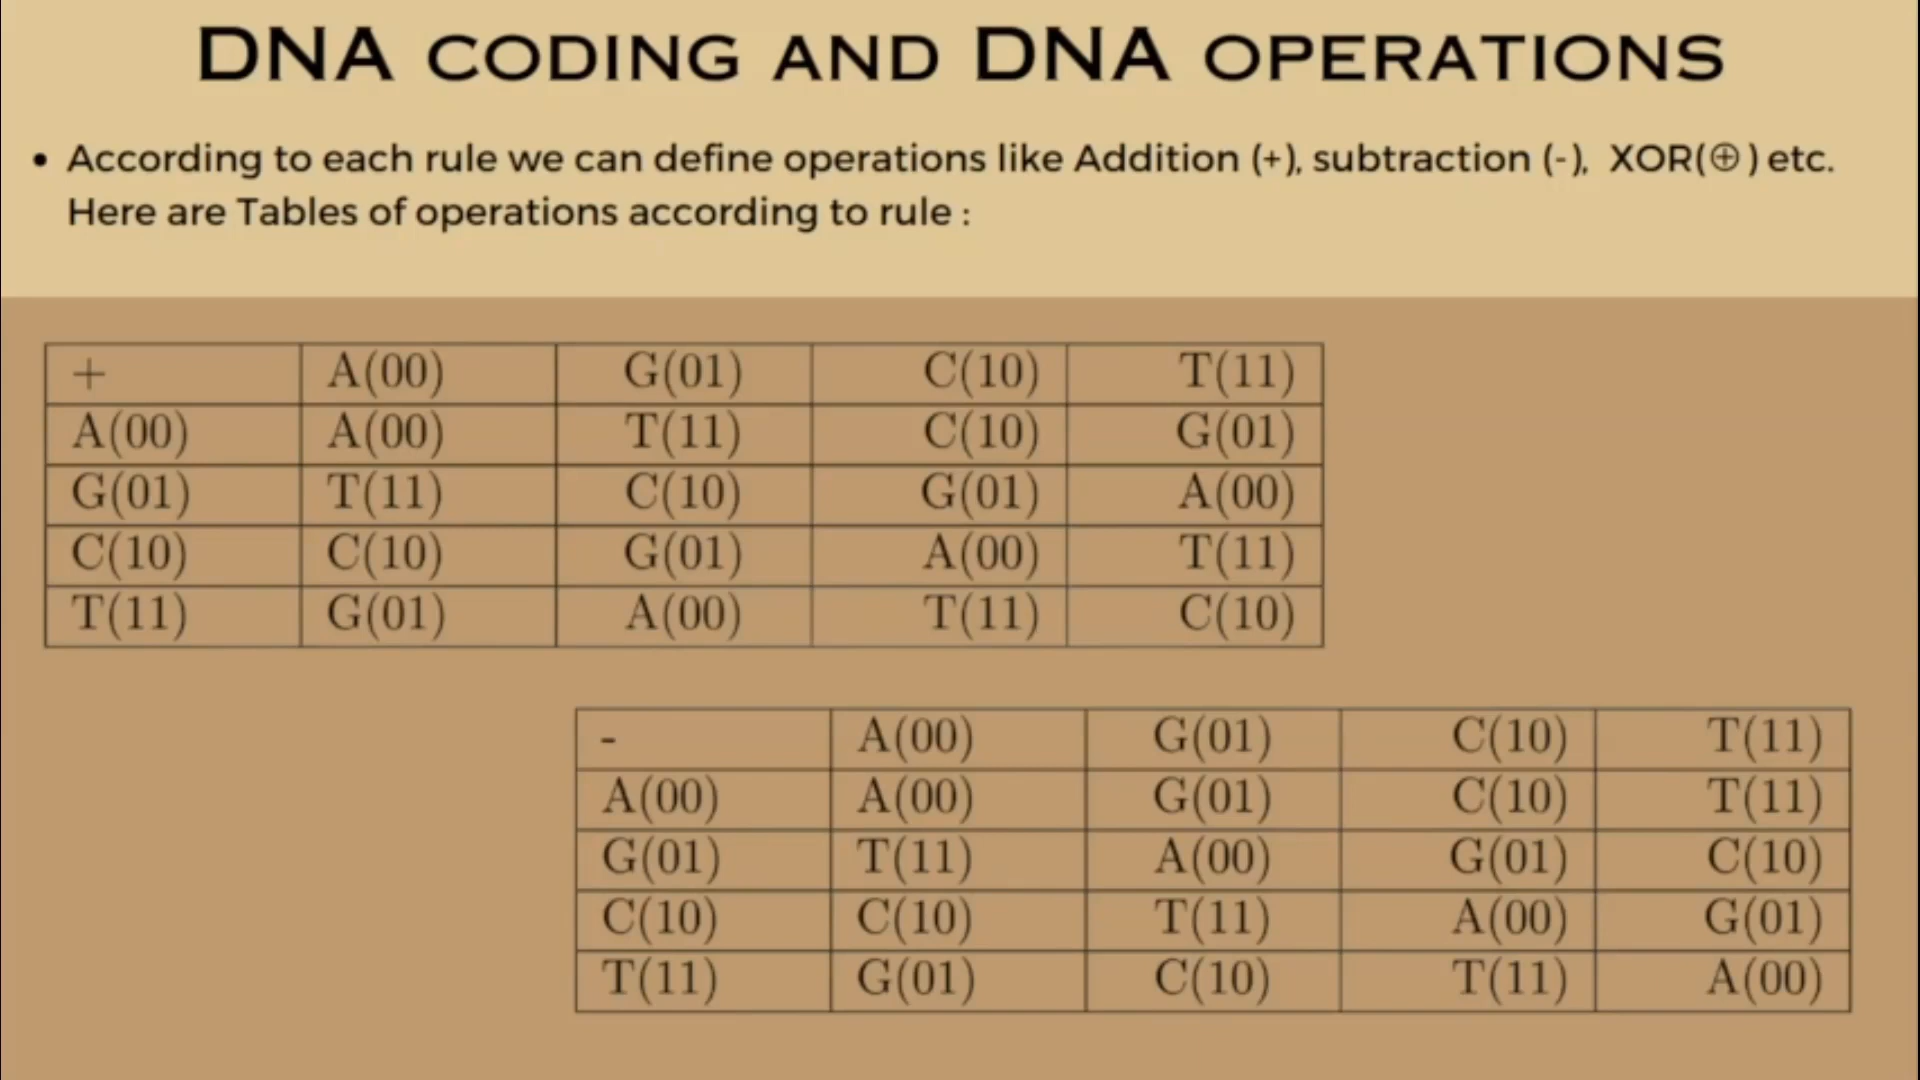 DNA CODING AND DNA OPERATIONS
• According to each rule we can define operations like Addition (+), subtraction (-), XOR(⊕) etc.
Here are Tables of operations according to rule :
+ A(00) G(01) C(10) T(11)
A(00) A(00) T(11) C(10) G(01)
G(01) T(11) C(10) G(01) A(00)
C(10) C(10) G(01) A(00) T(11)
T(11) G(01) A(00) T(11) C(10)
- A(00) G(01) C(10) T(11)
A(00) A(00) G(01) C(10) T(11)
G(01) T(11) A(00) G(01) C(10)
C(10) C(10) T(11) A(00) G(01)
T(11) G(01) C(10) T(11) A(00)